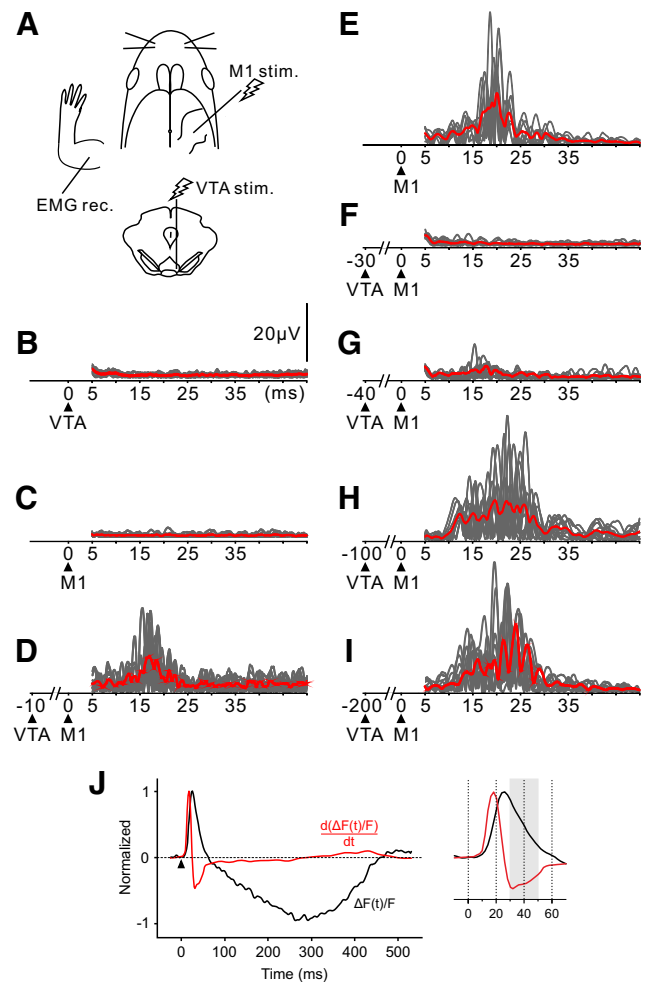 A
M1 stim.
EMG rec.
VTA stim.
20μV
B
0
5
15
25
35
(ms)
VTA
C
0
5
15
25
35
M1
D
-10
0
5
15
25
35
VTA
M1
E
0
5
15
25
35
M1
F
-30
0
5
15
25
35
VTA
M1
G
-40
0
5
15
25
35
VTA
M1
H
-100
0
5
15
25
35
VTA
M1
I
-200
0
5
15
25
35
VTA
M1
J
Normalized
1
0
-1
d(ΔF(t)/F)
dt
ΔF(t)/F
0
100
200
300
400
500
Time (ms)
0
20
40
60